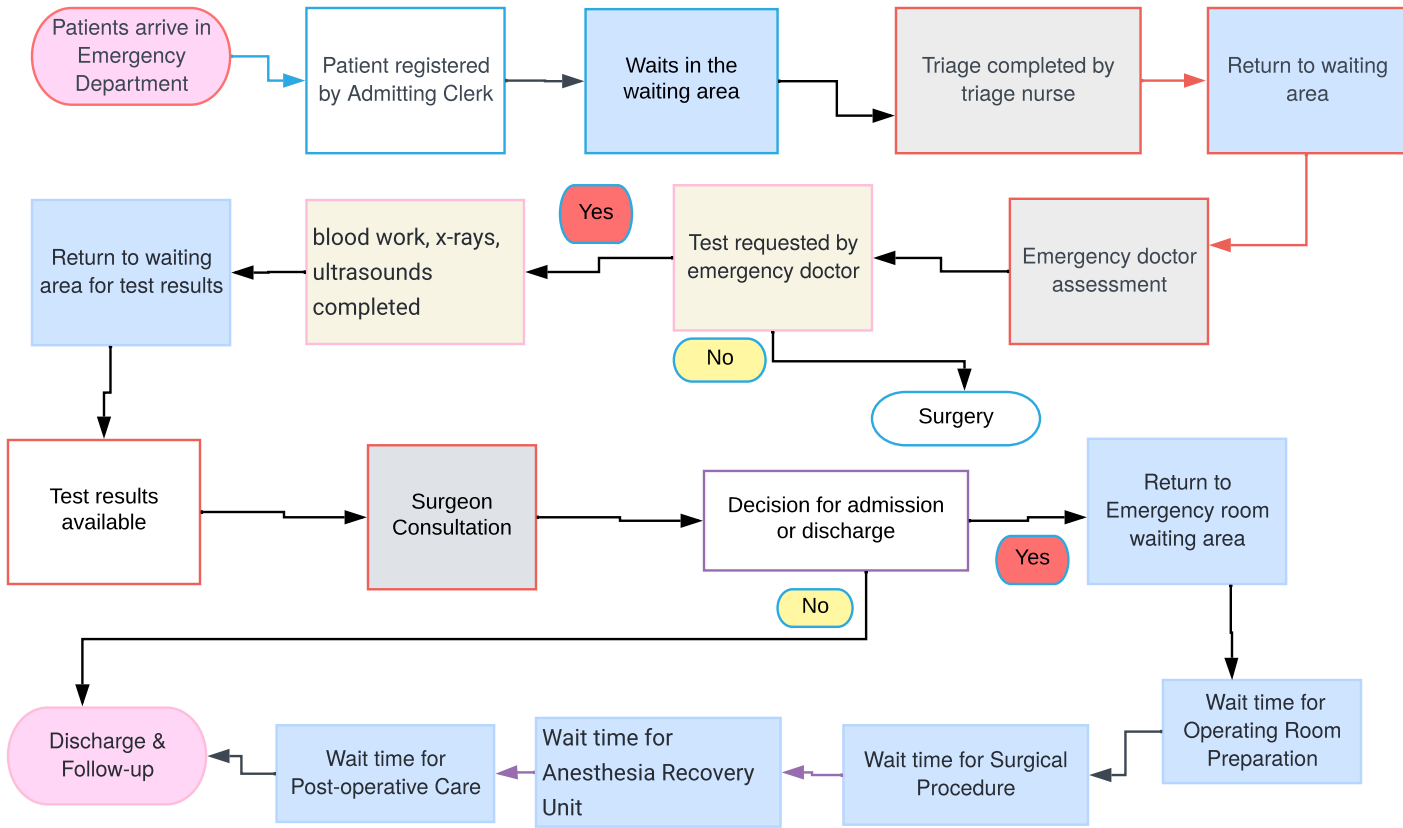 Patients arrive in
Emergency
Department
Patient registered
by Admitting Clerk
Waits in the
waiting area
Triage completed by
triage nurse
Return to waiting
area
Return to waiting
area for test results
blood work, x-rays,
ultrasounds
completed
Yes
Test requested by
emergency doctor
Emergency doctor
assessment
No
Surgery
Test results
available
Surgeon
Consultation
Decision for admission
or discharge
Yes
Return to
Emergency room
waiting area
No
Discharge &
Follow-up
Wait time for
Post-operative Care
Wait time for
Anesthesia Recovery
Unit
Wait time for Surgical
Procedure
Wait time for
Operating Room
Preparation